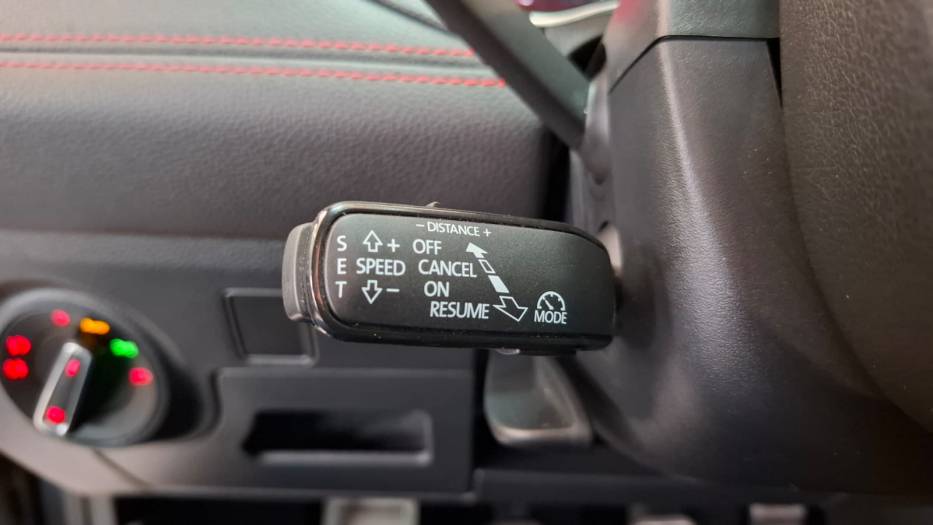 - DISTANCE +
S + OFF
E SPEED CANCEL
T - ON
RESUME MODE